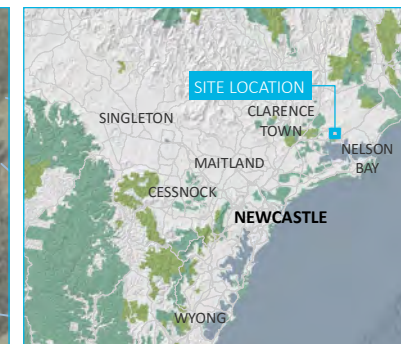 SITE LOCATION
CLARENCE
TOWN
SINGLETON
NELSON
BAY
MAITLAND
CESSNOCK
NEWCASTLE
WYONG